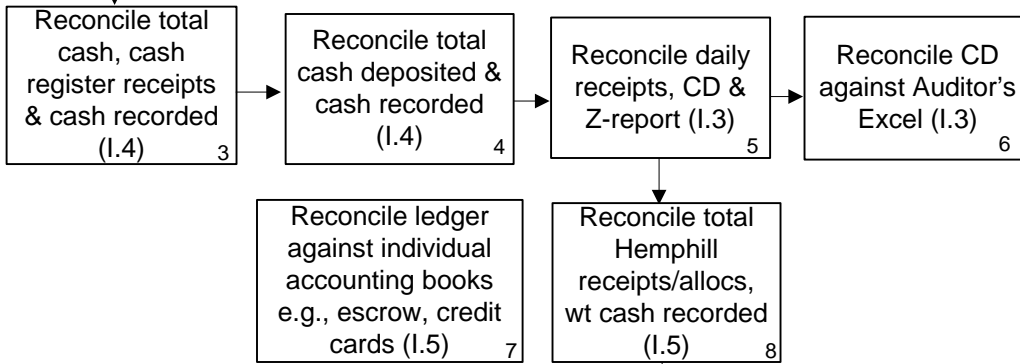 Reconcile total
cash, cash
register receipts
& cash recorded
(I.4)
3
Reconcile total
cash deposited &
cash recorded
(I.4)
4
Reconcile daily
receipts, CD &
Z-report (I.3)
5
Reconcile CD
against Auditor's
Excel (I.3)
6
Reconcile ledger
against individual
accounting books
e.g., escrow, credit
cards (I.5)
7
Reconcile total
Hemphill
receipts/allocs,
wt cash recorded
(I.5)
8